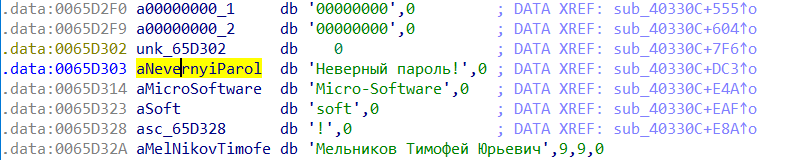 .data:0065D2F0 a00000000_1 db '00000000',0 ; DATA XREF: sub_40330C+555↑o
.data:0065D2F9 a00000000_2 db '00000000',0 ; DATA XREF: sub_40330C+604↑o
.data:0065D302 unk_65D302 db 0 ; DATA XREF: sub_40330C+7F6↑o
.data:0065D303 aNevernyiParol db 'Неверный пароль!',0 ; DATA XREF: sub_40330C+DC3↑o
.data:0065D314 aMicroSoftware db 'Micro-Software',0 ; DATA XREF: sub_40330C+E4A↑o
.data:0065D323 aSoft db 'soft',0 ; DATA XREF: sub_40330C+EAF↑o
.data:0065D328 asc_65D328 db '!',0 ; DATA XREF: sub_40330C+E8A↑o
.data:0065D32A aMelNikovTimofe db 'Мельников Тимофей Юрьевич',9,9,0